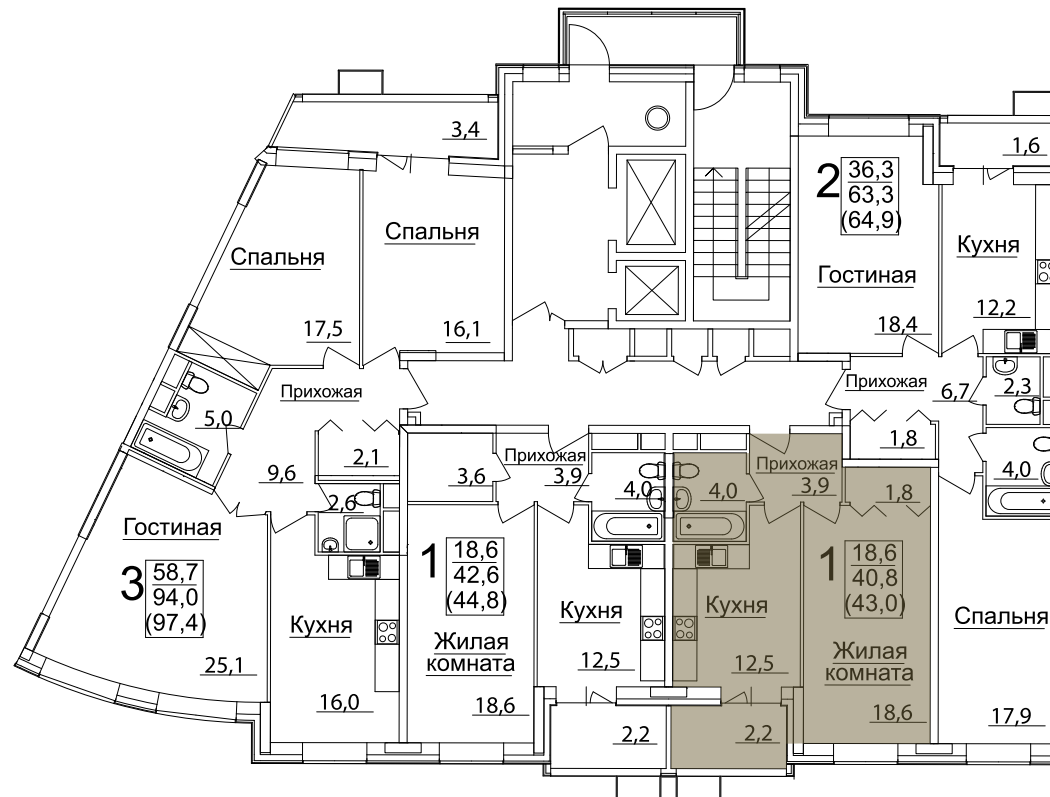 3,4
1,6
2
36,3
63,3
(64,9)
Спальня
Спальня
Кухня
Гостиная
17,5
16,1
18,4
12,2
Прихожая
Прихожая
5,0
6,7
2,3
2,1
1,8
9,6
3,6
Прихожая
3,9
4,0
4,0
Прихожая
3,9
1,8
4,0
2,6
Гостиная
3
58,7
94,0
(97,4)
1
18,6
42,6
(44,8)
1
18,6
40,8
(43,0)
Кухня
Жилая
комната
Кухня
Кухня
Жилая
комната
Спальня
25,1
16,0
18,6
12,5
12,5
18,6
17,9
2,2
2,2